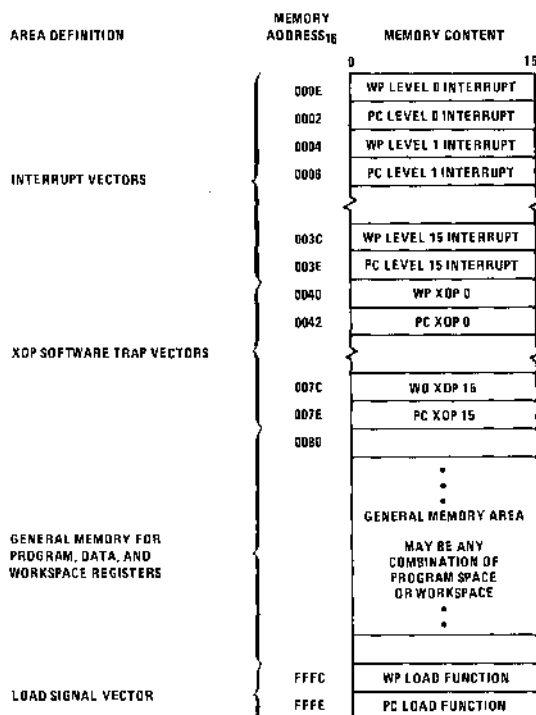 AREA DEFINITION
MEMORY
ADDRESS16
MEMORY CONTENT
0 15
000E WP LEVEL 0 INTERRUPT
0002 PC LEVEL 0 INTERRUPT
0004 WP LEVEL 1 INTERRUPT
0006 PC LEVEL 1 INTERRUPT
INTERRUPT VECTORS
003C WP LEVEL 15 INTERRUPT
003E PC LEVEL 15 INTERRUPT
0040 WP XOP 0
0042 PC XOP 0
XOP SOFTWARE TRAP VECTORS
007C WO XOP 16
007E PC XOP 15
0080
GENERAL MEMORY AREA
GENERAL MEMORY FOR
PROGRAM, DATA, AND
WORKSPACE REGISTERS
MAY BE ANY
COMBINATION OF
PROGRAM SPACE
OR WORKSPACE
FFFC WP LOAD FUNCTION
LOAD SIGNAL VECTOR
FFFE PC LOAD FUNCTION